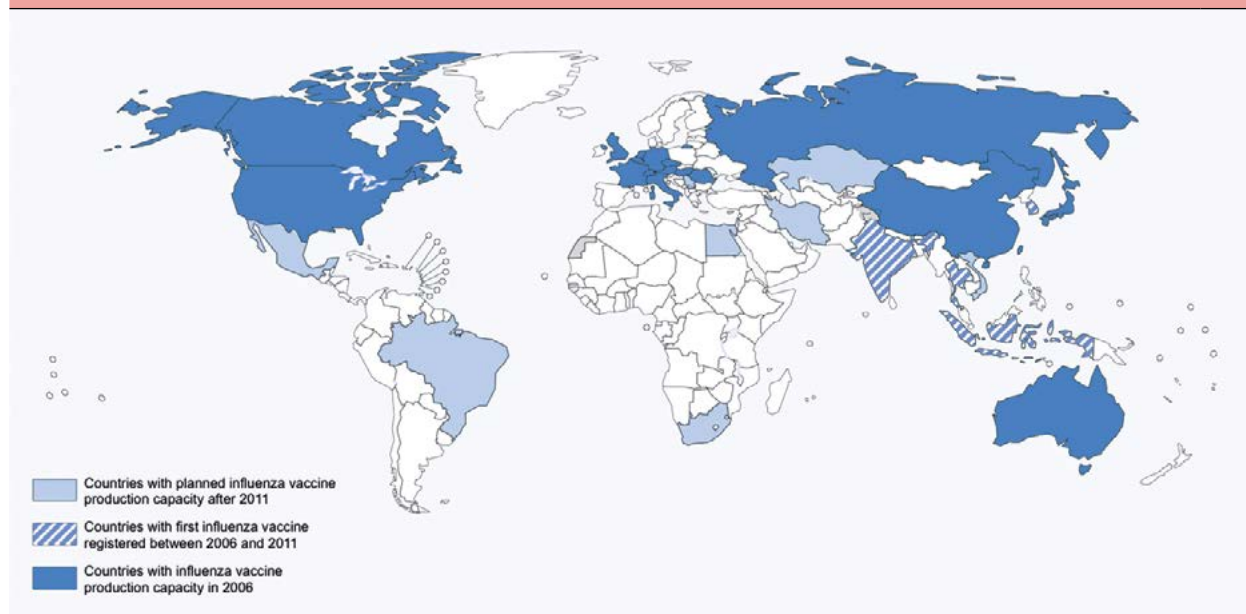 Countries with planned influenza vaccine
production capacity after 2011
Countries with first influenza vaccine
registered between 2006 and 2011
Countries with influenza vaccine
production capacity in 2006